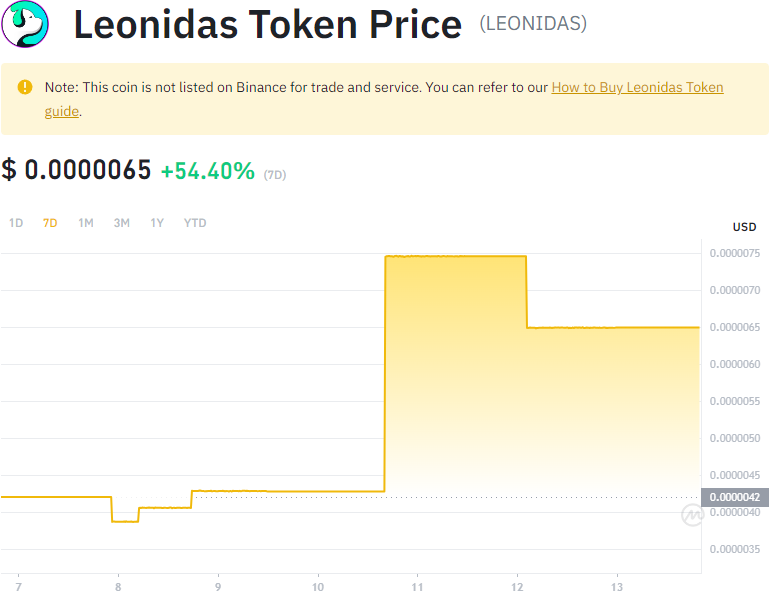 Leonidas Token Price (LEONIDAS)
Note: This coin is not listed on Binance for trade and service. You can refer to our How to Buy Leonidas Token
guide.
$ 0.0000065 +54.40% (7D)
1D 7D 1M 3M 1Y YTD
USD
0.0000075
0.0000070
0.0000065
0.0000060
0.0000055
0.0000050
0.0000045
0.0000042
0.0000040
0.0000035
7 8 9 10 11 12 13